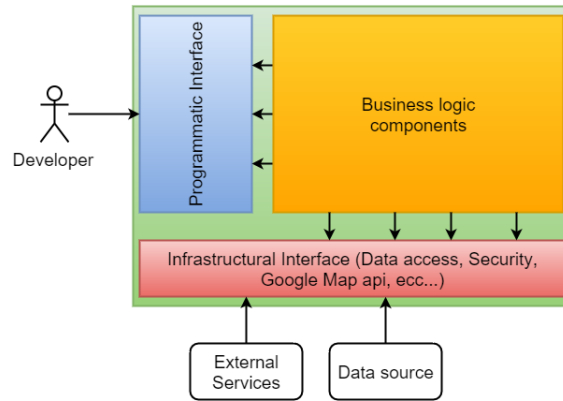 Programmatic Interface
Business logic
components
Developer
Infrastructural Interface (Data access, Security,
Google Map api, ecc...)
External
Services
Data source